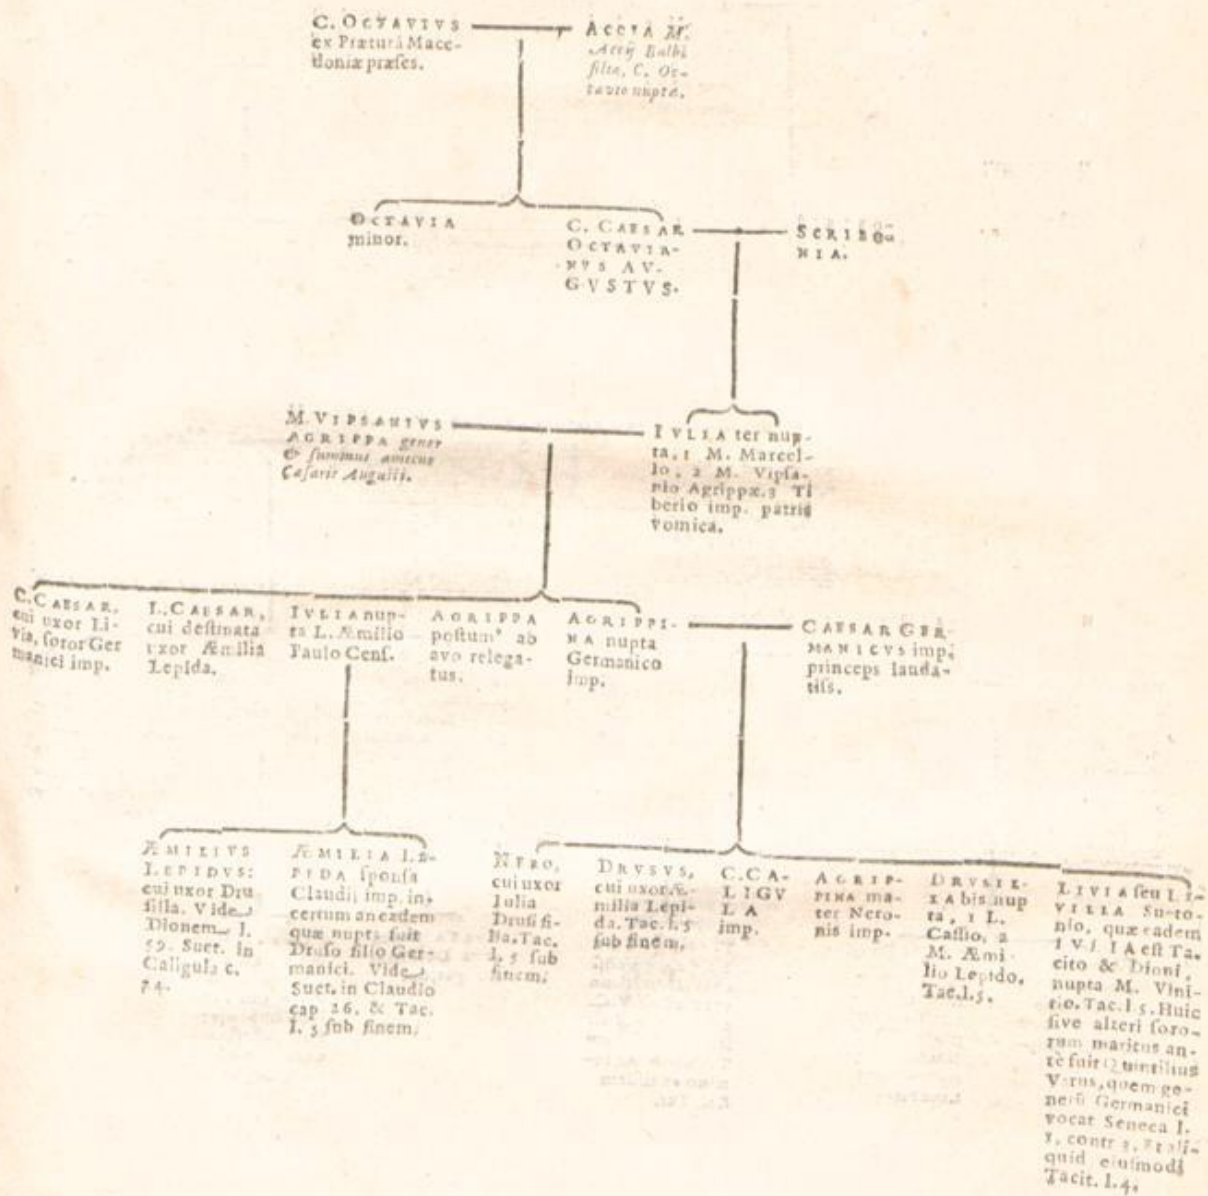 C. OCTAVIVS
ex Præturâ Mace-
doniæ præses.
ACCIA M.
Accij Balbi
filia, C. Oc-
tavio nupta.
OCTAVIA
minor.
C. CAESAR
OCTAVIA-
NVS AV-
GVSTVS.
SCRIBO-
NIA.
M. VIPSANIVS
AGRIPPA gener
& summus amicus
Cæsaris Augusti.
IVLIA ter nup-
ta, 1 M. Marcel-
lo, 2 M. Vipsa-
nio Agrippæ. 3 Ti
berio imp. patris
vomica.
C. CAESAR,
cui uxor Li-
via, soror Ger
manici imp.
L. CAESAR,
cui destinata
uxor Æmilia
Lepida.
IVLIA nup-
ta L. Æmilio
Paulo Cens.
AGRIPPA
postumꝰ ab
avo relega-
tus.
AGRIPPI-
NA nupta
Germanico
imp.
CAESAR GER-
MANICVS imp.
princeps lauda-
tiss.
ÆMILIVS
LEPIDVS:
cui uxor Dru
silla. Vide
Dionem l.
59. Suet. in
Caligula c.
24.
ÆMILIA LE-
PIDA sponsa
Claudii imp. in-
certum an eadem
quæ nupta fuit
Druso filio Ger-
manici. Vide
Suet. in Claudio
cap 26. & Tac.
l. 5 sub finem.
NERO,
cui uxor
Iulia
Drusi fi-
lia. Tac.
l. 5 sub
finem.
DRVSVS,
cui uxor Æ-
milia Lepi-
da. Tac. l. 5
sub finem.
C. CA-
LIGV
LA
imp.
AGRIP-
PINA ma-
ter Nero-
nis imp.
DRVSIL-
LA bis nup
ta, 1 L.
Cassio, 2
M. Æmi
lio Lepido.
Tac. l. 5.
LIVIA seu LI-
VILLA Sueto-
nio, quæ eadem
IVLIA est Ta-
cito & Dioni,
nupta M. Vini-
tio. Tac. l 5. Huic
sive alteri soro-
rum maritus an-
tè fuit Quintilius
Varus, quem ge-
nerũ Germanici
vocat Seneca l.
1, contr 3, Et ali-
quid eiusmodi
Tacit. l. 4.